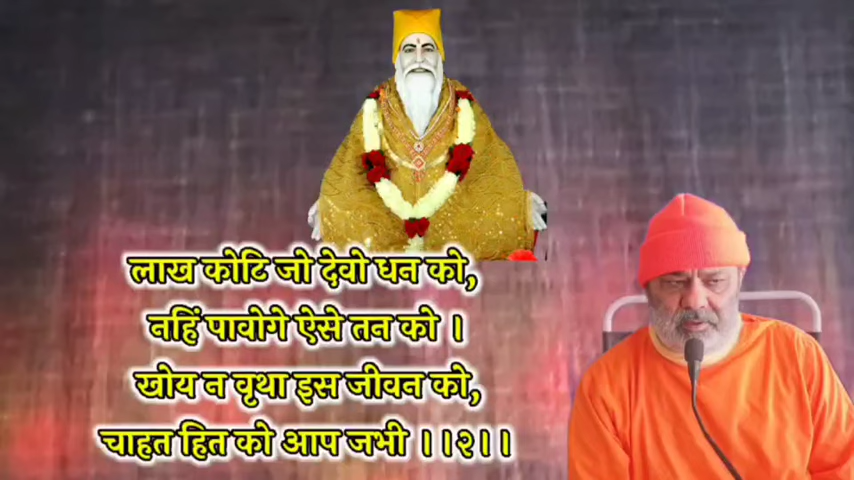 लाख कोटि जो देवो धन को,
नहिं पावोगे ऐसे तन को ।
खोय न वृथा इस जीवन को,
चाहत हित को आप जभी ।।२।।